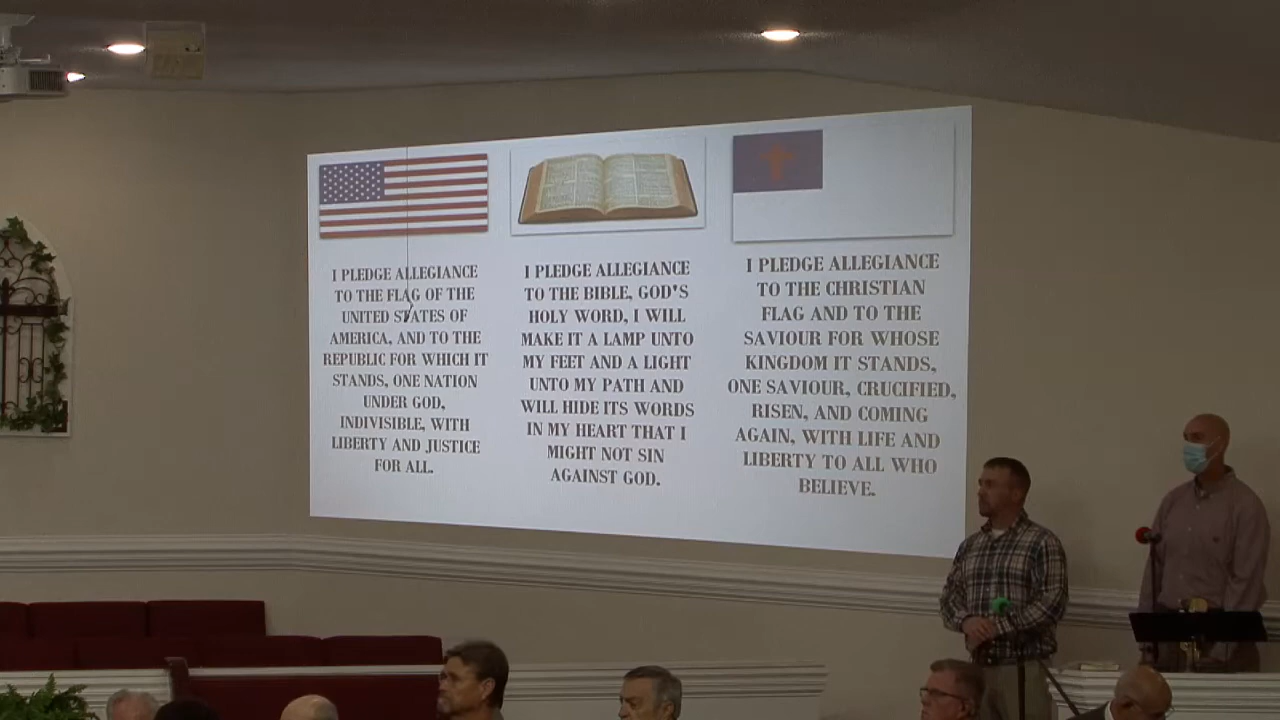 I PLEDGE ALLEGIANCE
TO THE FLAG OF THE
UNITED STATES OF
AMERICA, AND TO THE
REPUBLIC FOR WHICH IT
STANDS, ONE NATION
UNDER GOD,
INDIVISIBLE, WITH
LIBERTY AND JUSTICE
FOR ALL.
I PLEDGE ALLEGIANCE
TO THE BIBLE, GOD'S
HOLY WORD, I WILL
MAKE IT A LAMP UNTO
MY FEET AND A LIGHT
UNTO MY PATH AND
WILL HIDE ITS WORDS
IN MY HEART THAT I
MIGHT NOT SIN
AGAINST GOD.
I PLEDGE ALLEGIANCE
TO THE CHRISTIAN
FLAG AND TO THE
SAVIOUR FOR WHOSE
KINGDOM IT STANDS,
ONE SAVIOUR, CRUCIFIED,
RISEN, AND COMING
AGAIN, WITH LIFE AND
LIBERTY TO ALL WHO
BELIEVE.